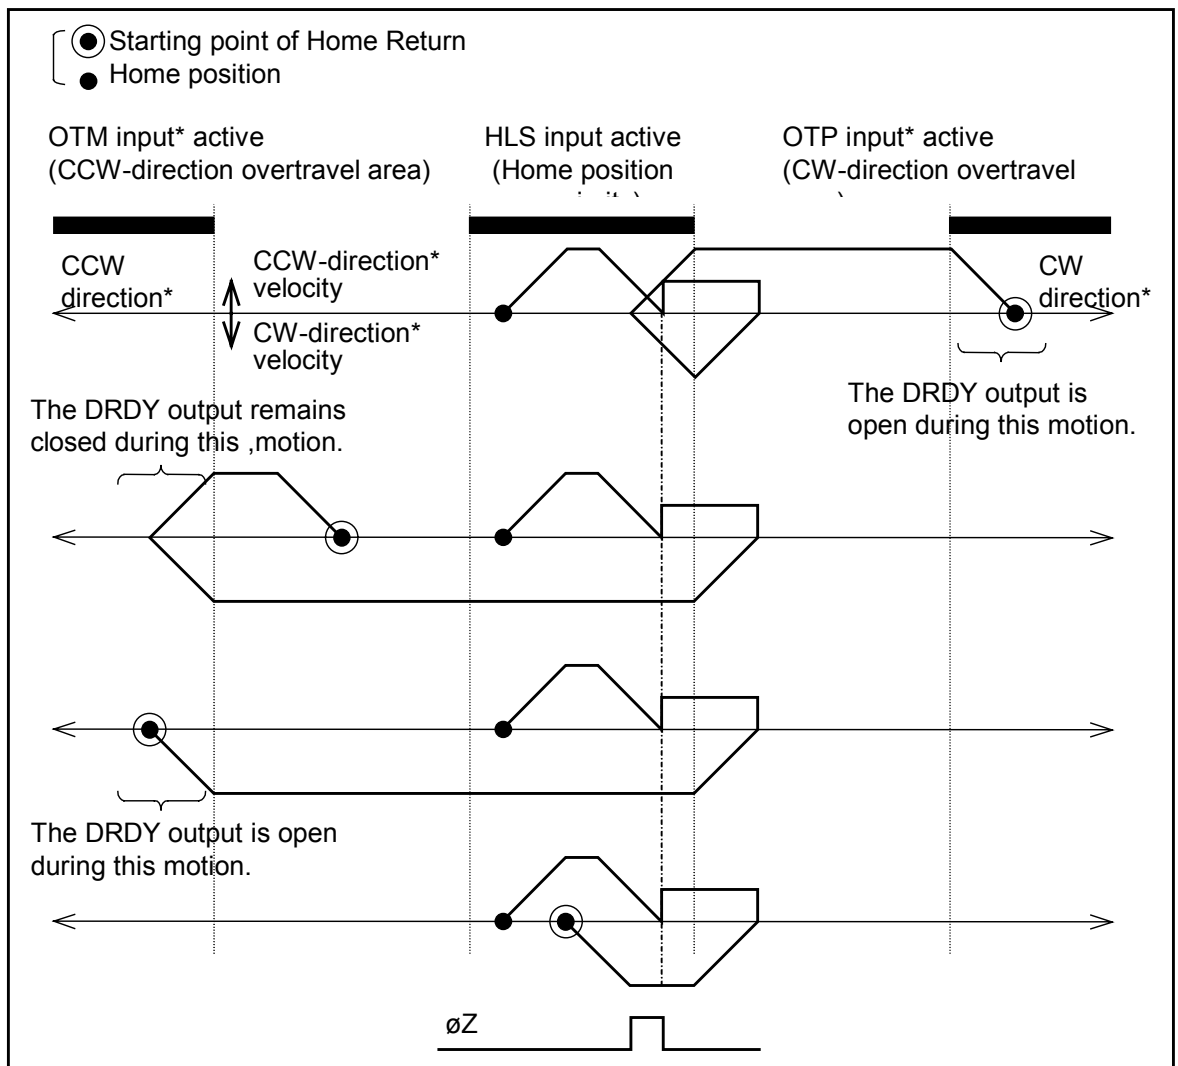 Starting point of Home Return
Home position
OTM input* active
(CCW-direction overtravel area)
HLS input active
(Home position
OTP input* active
(CW-direction overtravel
CCW
direction*
CCW-direction*
velocity
CW-direction*
velocity
CW
direction*
The DRDY output is
open during this motion.
The DRDY output remains
closed during this ,motion.
The DRDY output is open
during this motion.
øZ